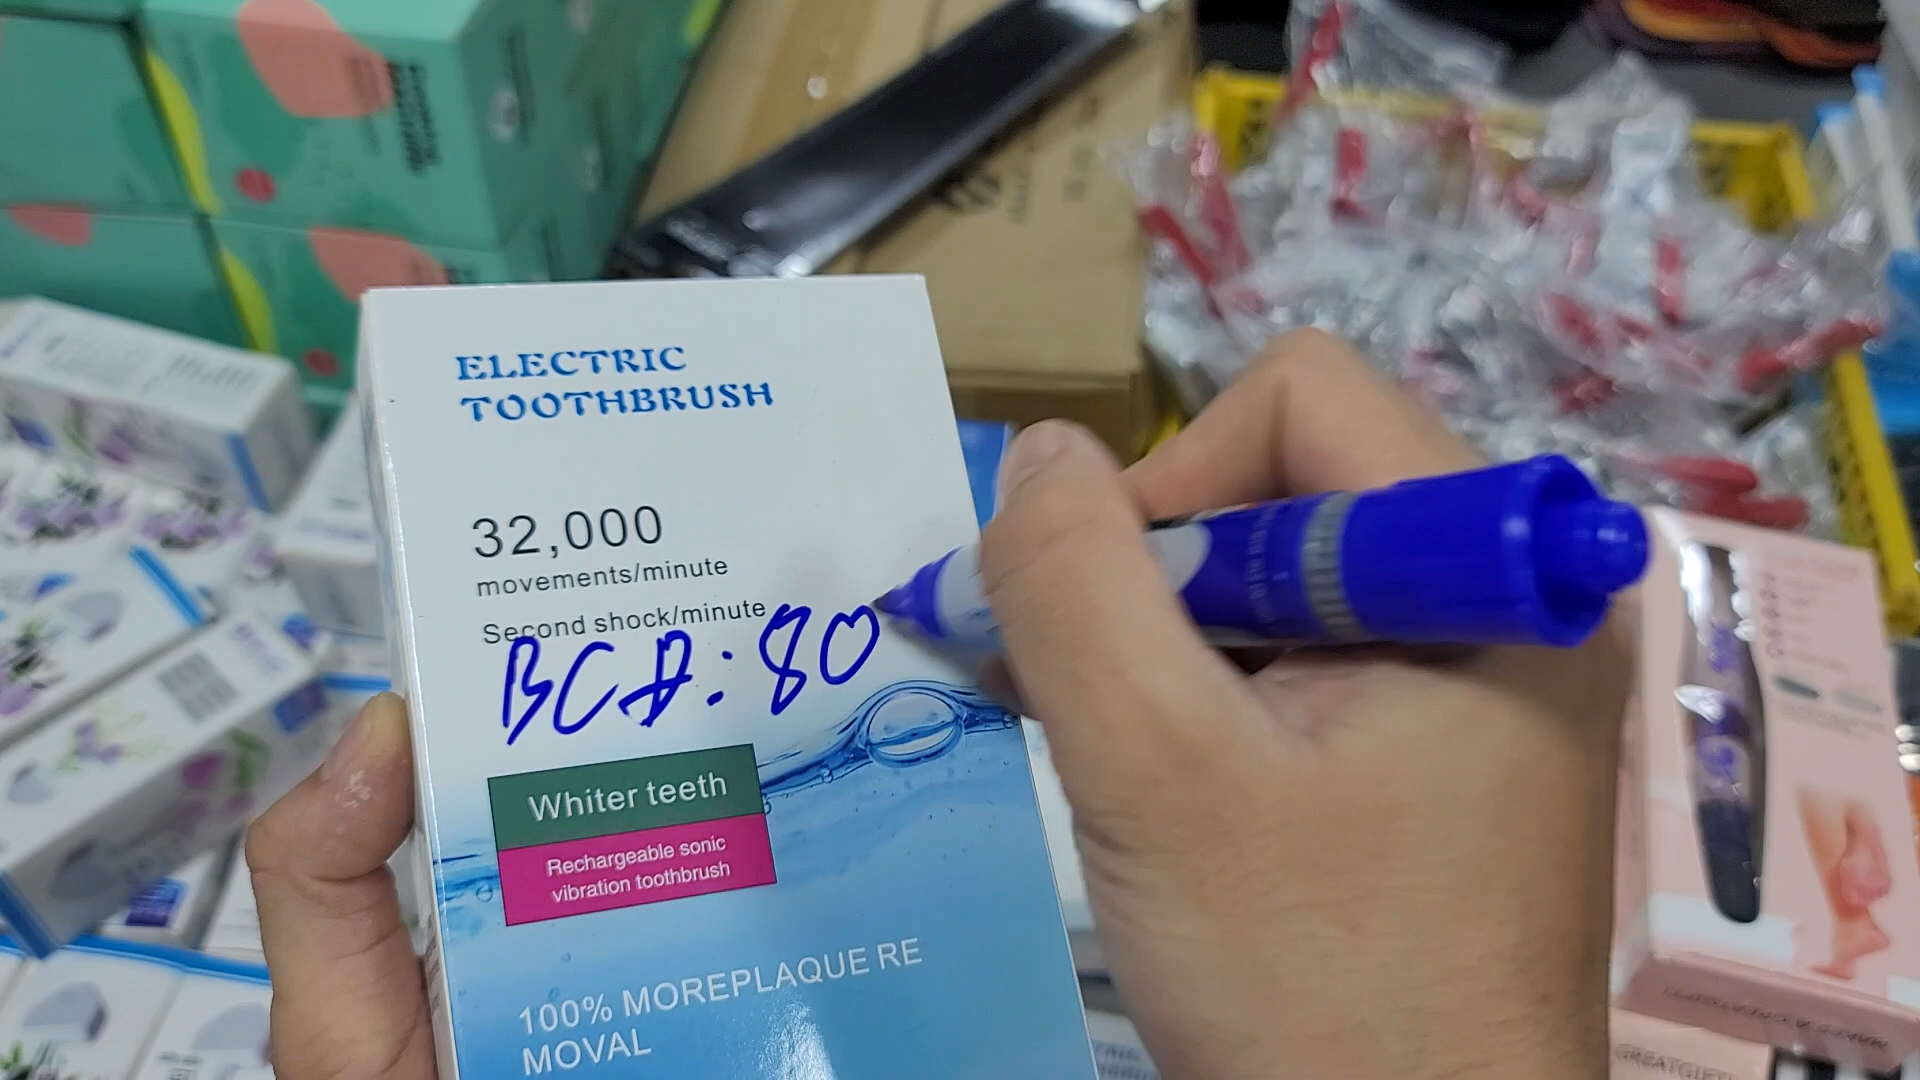 ELECTRIC
TOOTHBRUSH
32,000
movements/minute
Second shock/minute
BCA: 80
Whiter teeth
Rechargeable sonic
vibration toothbrush
100% MOREPLAQUE RE
MOVAL